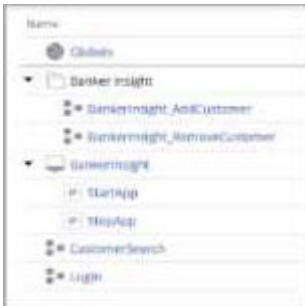 Name
Globals
Banker Insight
BankerInsight_AddCustomer
BankerInsight_RemoveCustomer
BankerInsight
StartApp
StopApp
CustomerSearch
Login